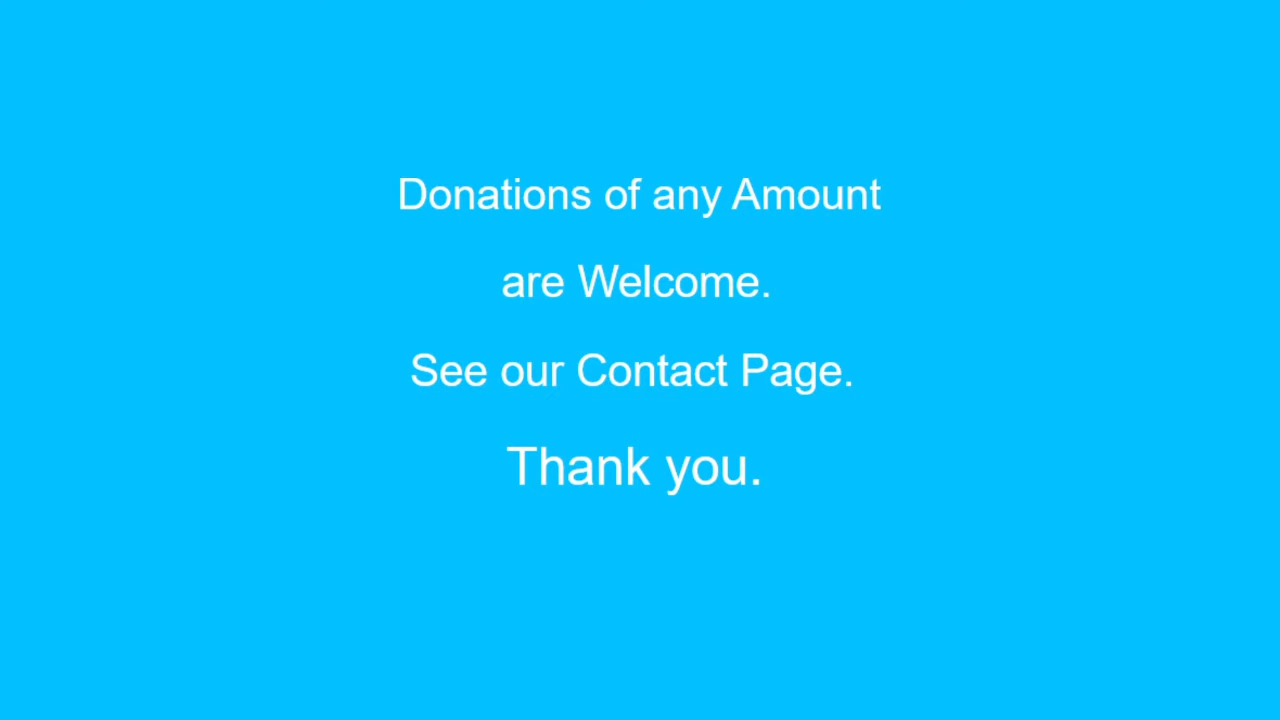 Donations of any Amount
are Welcome.
See our Contact Page.
Thank you.